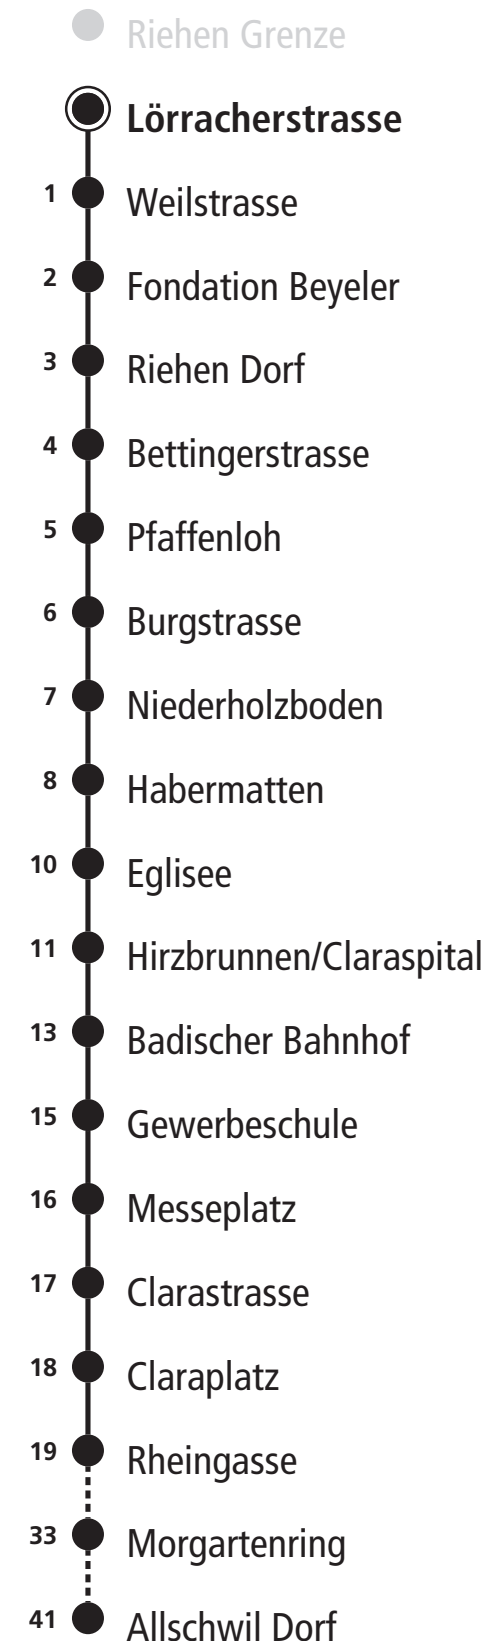 Riehen Grenze
Lörracherstrasse
1 Weilstrasse
2 Fondation Beyeler
3 Riehen Dorf
4 Bettingerstrasse
5 Pfaffenloh
6 Burgstrasse
7 Niederholzboden
8 Habermatten
10 Eglisee
11 Hirzbrunnen/Claraspital
13 Badischer Bahnhof
15 Gewerbeschule
16 Messeplatz
17 Clarastrasse
18 Claraplatz
19 Rheingasse
33 Morgartenring
41 Allschwil Dorf